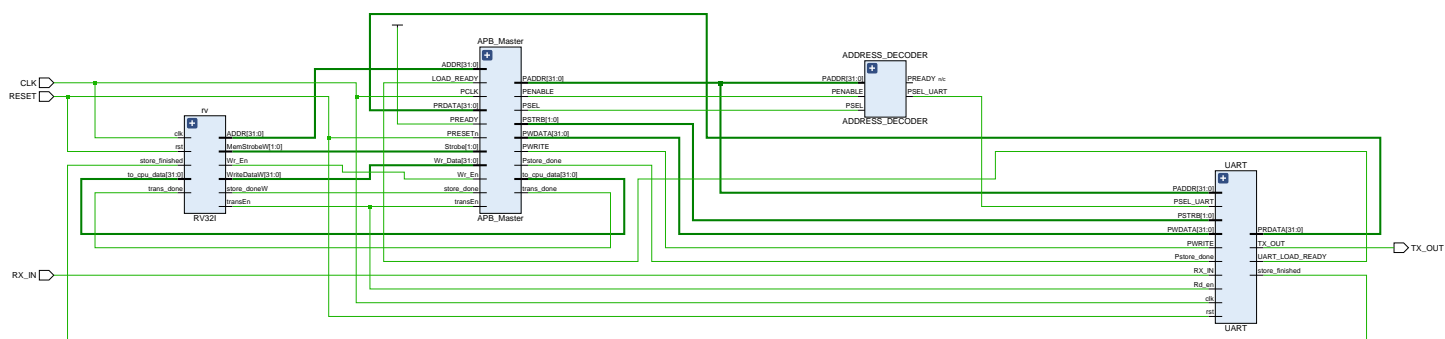 CLK
RESET
RX_IN
rv
clk
rst
store_finished
to_cpu_data[31:0]
trans_done
ADDR[31:0]
MemStrobeW[1:0]
Wr_En
WriteDataW[31:0]
store_doneW
transEn
RV32I
APB_Master
ADDR[31:0]
LOAD_READY
PCLK
PRDATA[31:0]
PREADY
PRESETn
Strobe[1:0]
Wr_Data[31:0]
Wr_En
store_done
transEn
PADDR[31:0]
PENABLE
PSEL
PSTRB[1:0]
PWDATA[31:0]
PWRITE
Pstore_done
to_cpu_data[31:0]
trans_done
APB_Master
ADDRESS_DECODER
PADDR[31:0]
PENABLE
PSEL
PREADY n/c
PSEL_UART
ADDRESS_DECODER
UART
PADDR[31:0]
PSEL_UART
PSTRB[1:0]
PWDATA[31:0]
PWRITE
Pstore_done
RX_IN
Rd_en
clk
rst
PRDATA[31:0]
TX_OUT
UART_LOAD_READY
store_finished
UART
TX_OUT